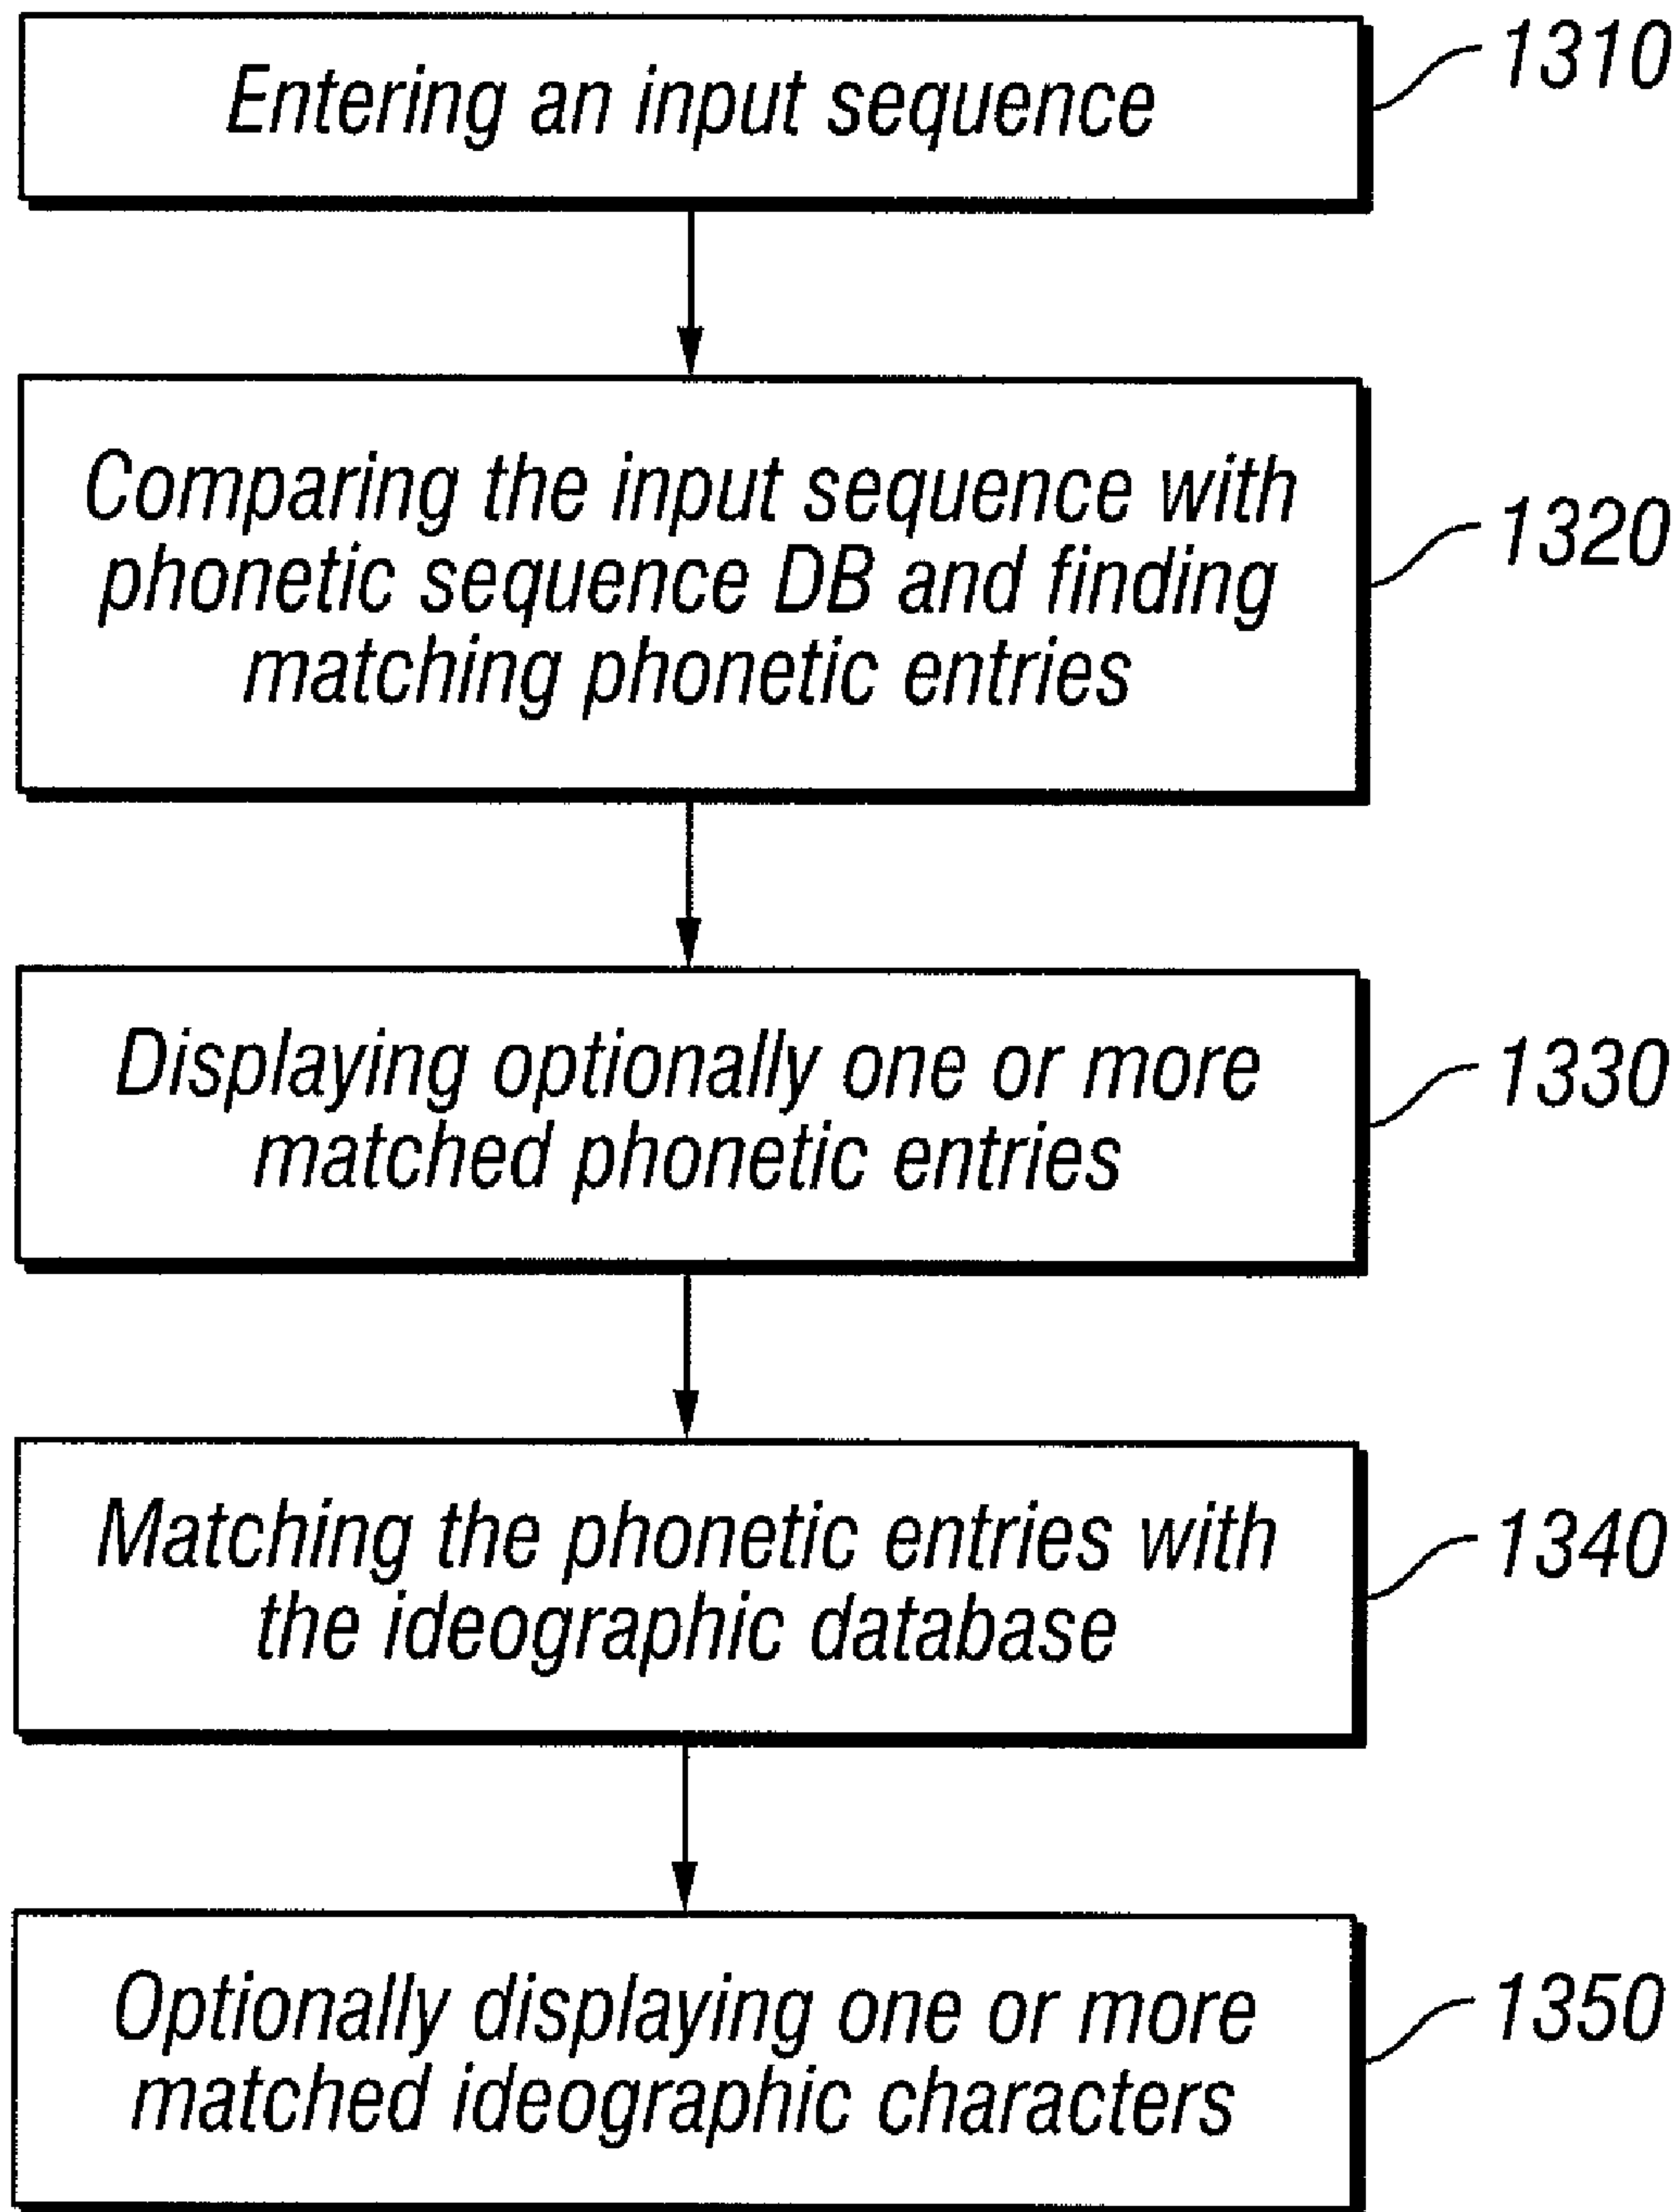 Entering an input sequence
1310
Comparing the input sequence with
phonetic sequence DB and finding
matching phonetic entries
1320
Displaying optionally one or more
matched phonetic entries
1330
Matching the phonetic entries with
the ideographic database
1340
Optionally displaying one or more
matched ideographic characters
1350